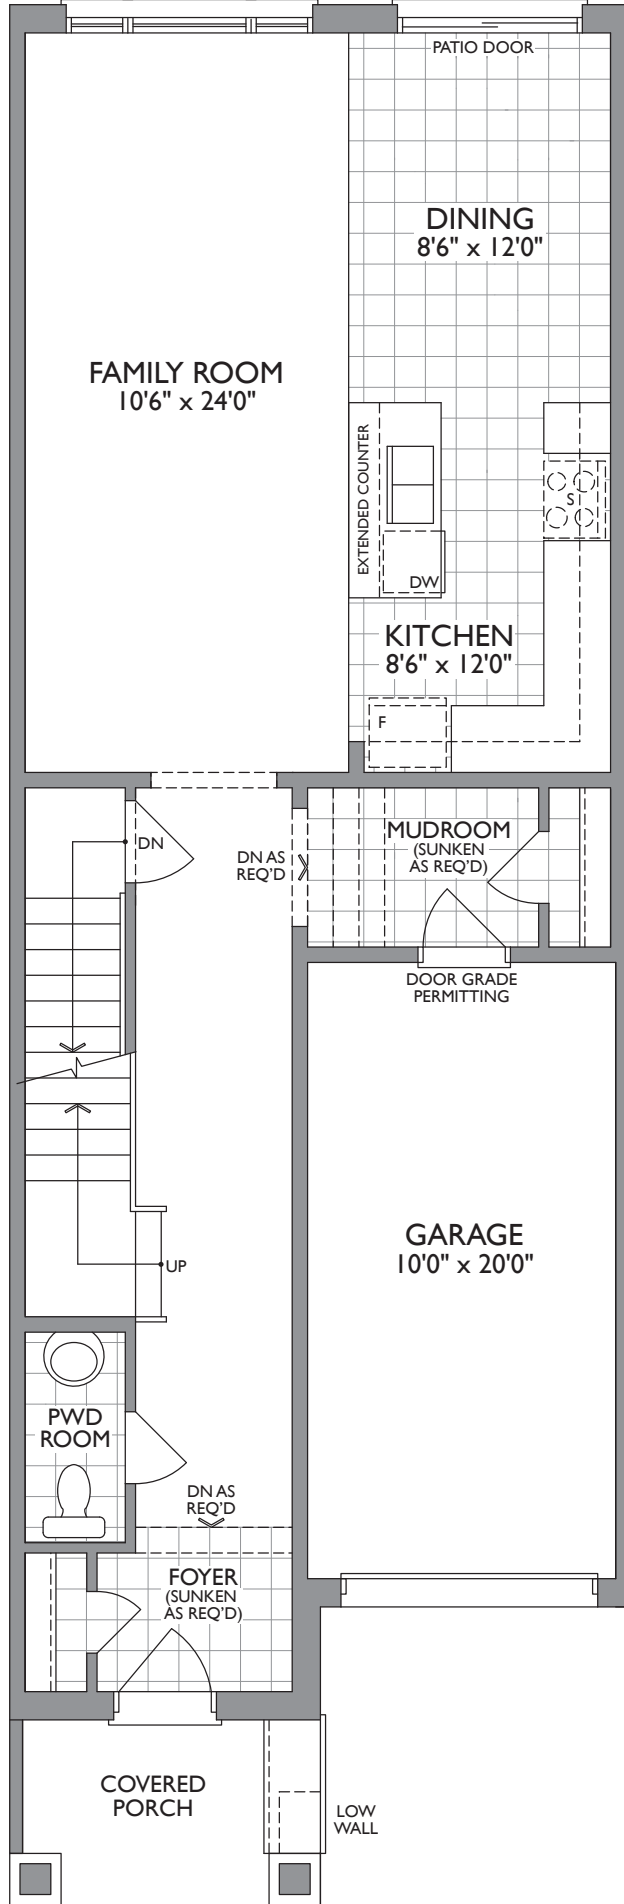 PATIO DOOR
DINING
8'6" x 12'0"
FAMILY ROOM
10'6" x 24'0"
EXTENDED COUNTER
S
DW
KITCHEN
8'6" x 12'0"
F
DN
DN AS
REQ'D
MUDROOM
(SUNKEN
AS REQ'D)
DOOR GRADE
PERMITTING
GARAGE
10'0" x 20'0"
UP
PWD
ROOM
DN AS
REQ'D
FOYER
(SUNKEN
AS REQ'D)
COVERED
PORCH
LOW
WALL